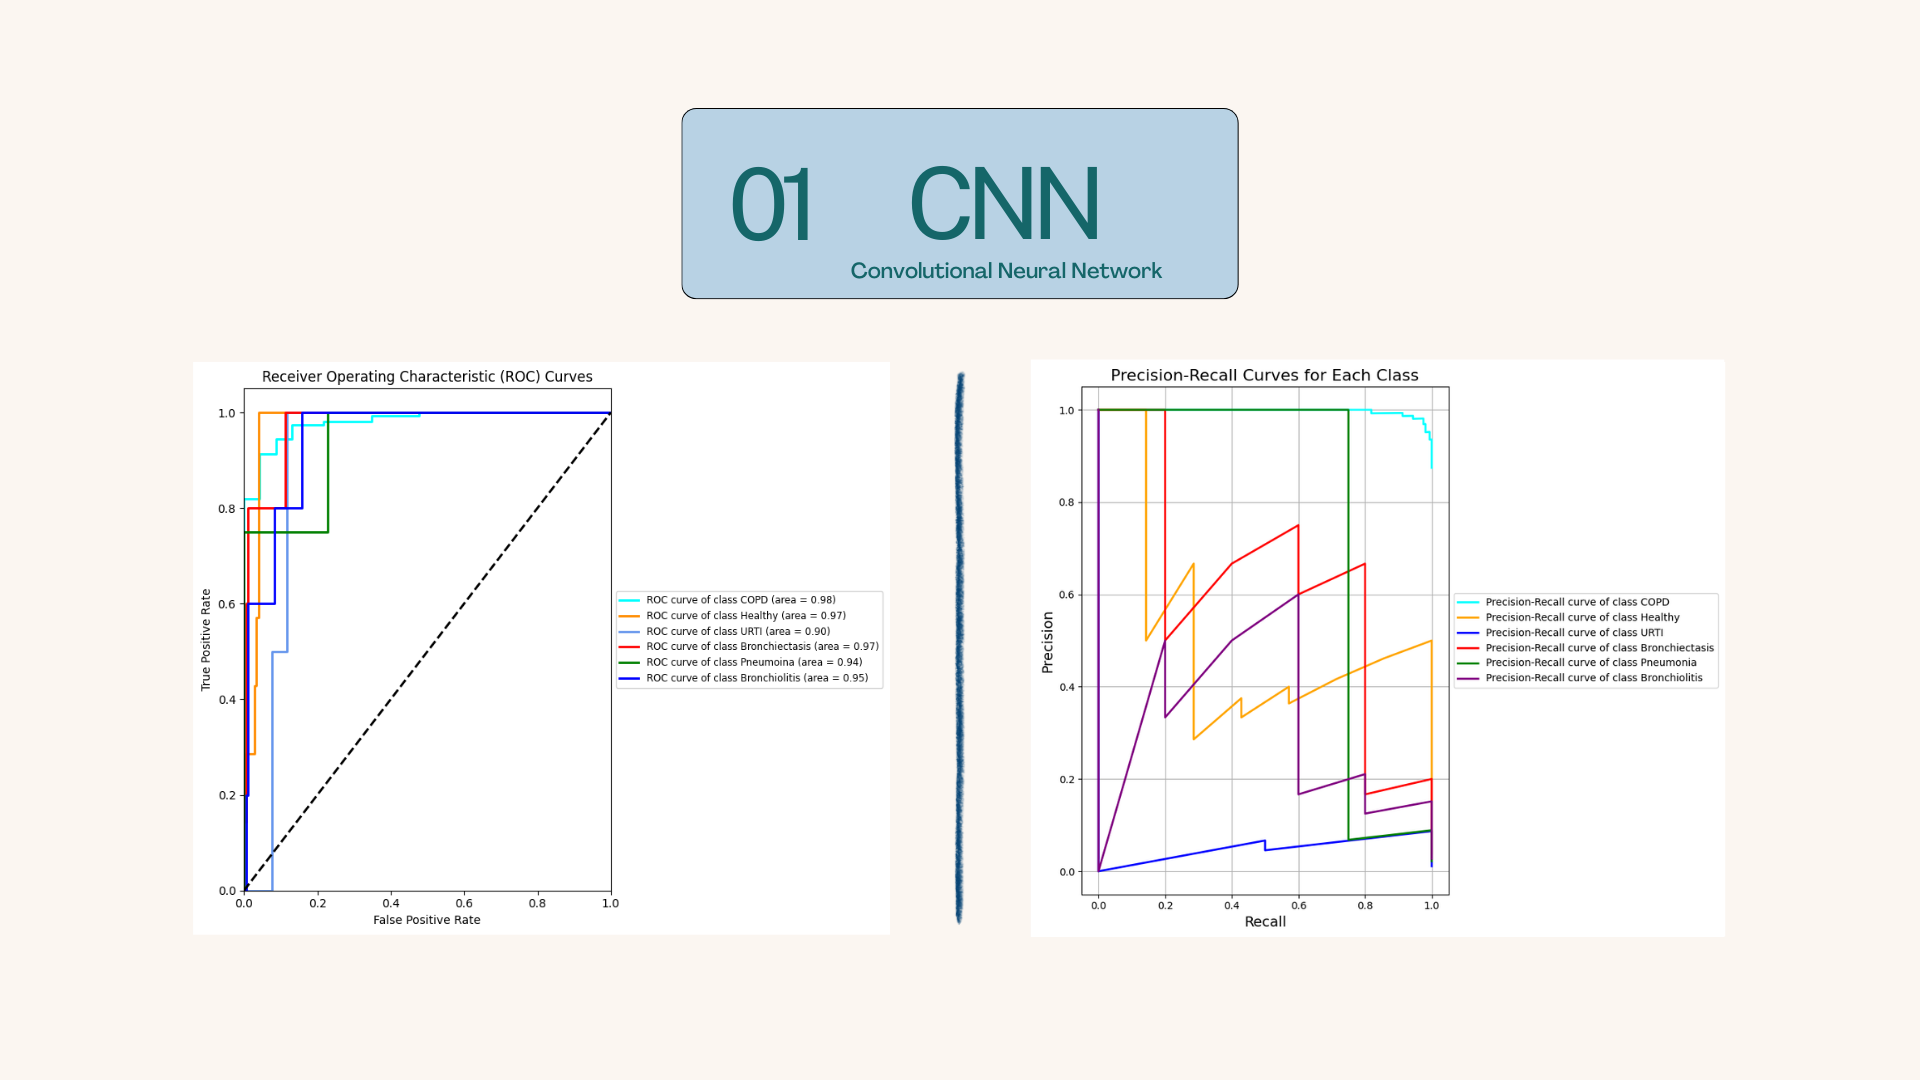 01 CNN
Convolutional Neural Network
Receiver Operating Characteristic (ROC) Curves
True Positive Rate
1.0
0.8
0.6
0.4
0.2
0.0
0.0 0.2 0.4 0.6 0.8 1.0
False Positive Rate
ROC curve of class COPD (area = 0.98)
ROC curve of class Healthy (area = 0.97)
ROC curve of class URTI (area = 0.90)
ROC curve of class Bronchiectasis (area = 0.97)
ROC curve of class Pneumoina (area = 0.94)
ROC curve of class Bronchiolitis (area = 0.95)
Precision-Recall Curves for Each Class
Precision
1.0
0.8
0.6
0.4
0.2
0.0
0.0 0.2 0.4 0.6 0.8 1.0
Recall
Precision-Recall curve of class COPD
Precision-Recall curve of class Healthy
Precision-Recall curve of class URTI
Precision-Recall curve of class Bronchiectasis
Precision-Recall curve of class Pneumonia
Precision-Recall curve of class Bronchiolitis